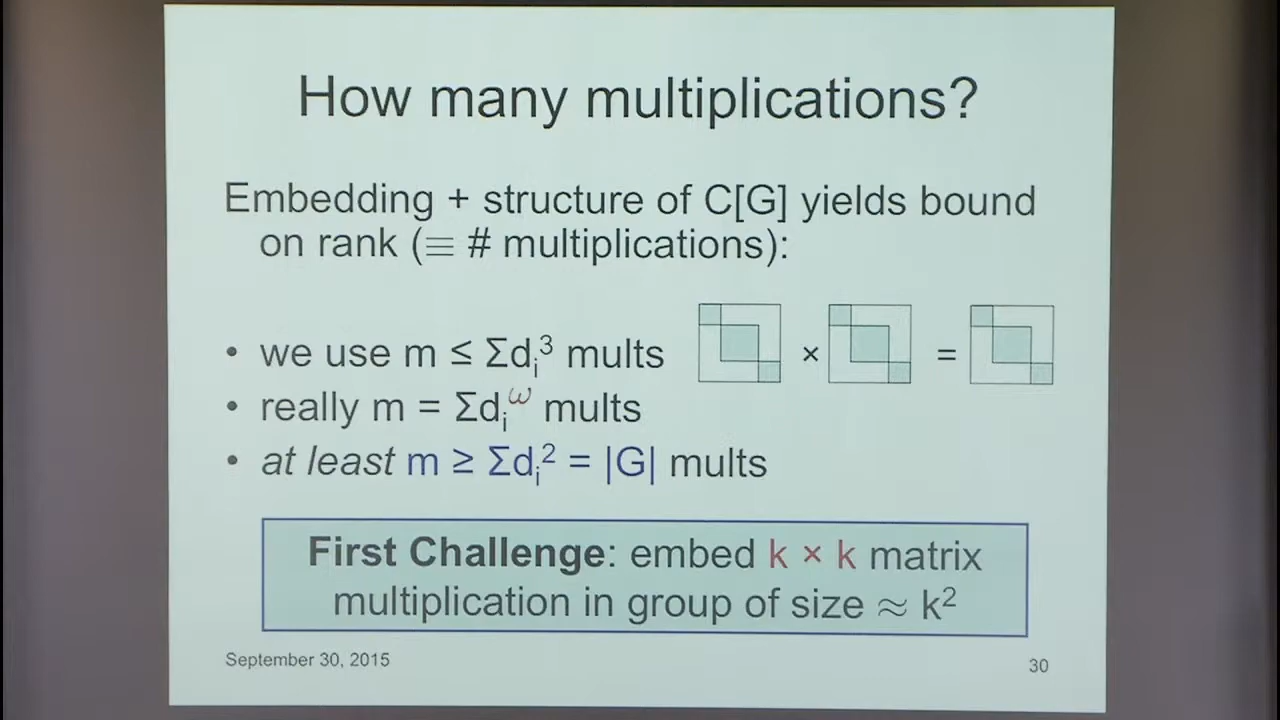 How many multiplications?
Embedding + structure of C[G] yields bound
on rank (≡ # multiplications):
• we use m ≤ Σdᵢ³ mults
× =
• really m = Σdᵢ^ω mults
• at least m ≥ Σdᵢ² = |G| mults
First Challenge: embed k × k matrix
multiplication in group of size ≈ k²
September 30, 2015
30